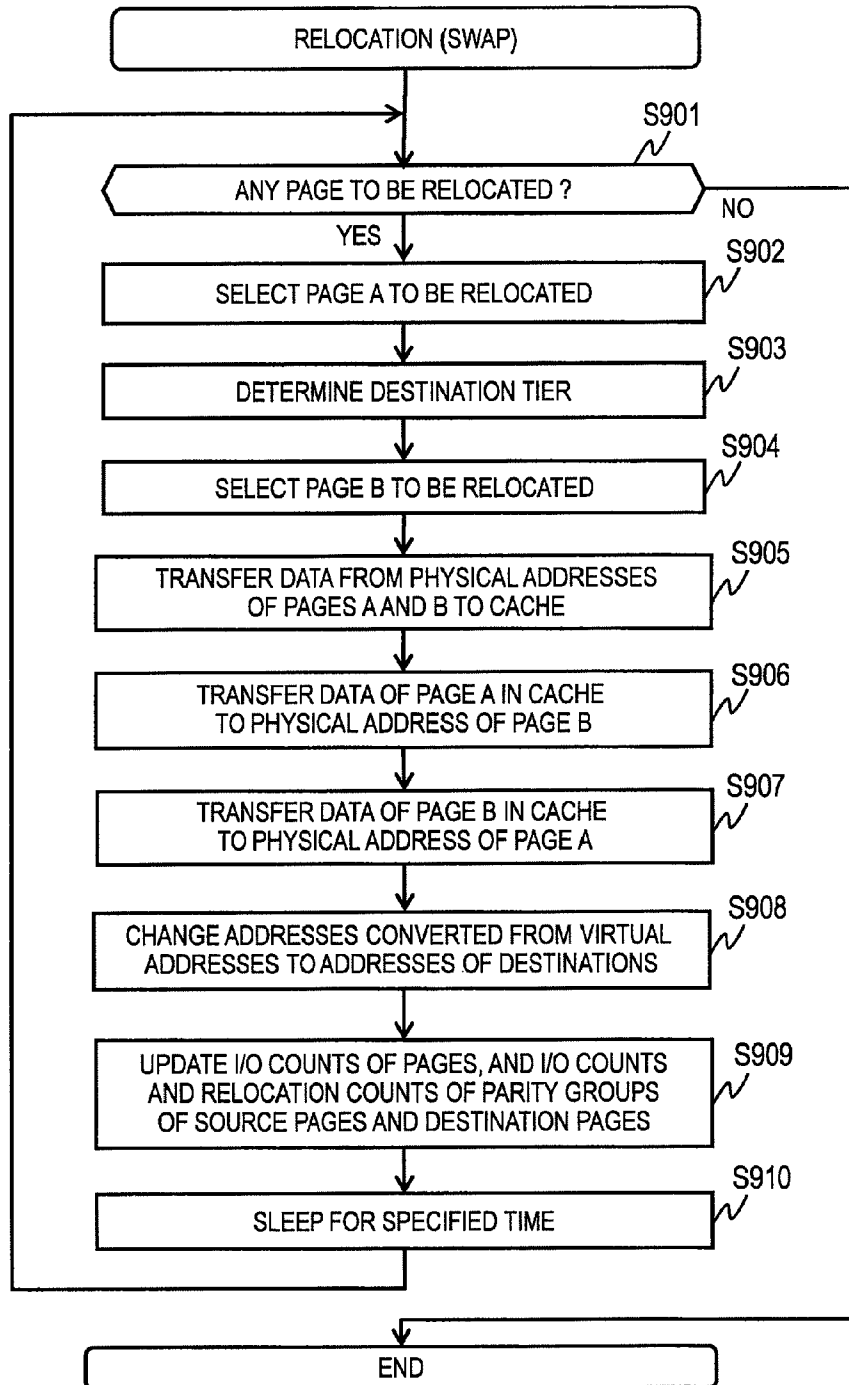 RELOCATION (SWAP)
S901
ANY PAGE TO BE RELOCATED ?
NO
YES
S902
SELECT PAGE A TO BE RELOCATED
S903
DETERMINE DESTINATION TIER
S904
SELECT PAGE B TO BE RELOCATED
S905
TRANSFER DATA FROM PHYSICAL ADDRESSES
OF PAGES A AND B TO CACHE
S906
TRANSFER DATA OF PAGE A IN CACHE
TO PHYSICAL ADDRESS OF PAGE B
S907
TRANSFER DATA OF PAGE B IN CACHE
TO PHYSICAL ADDRESS OF PAGE A
S908
CHANGE ADDRESSES CONVERTED FROM VIRTUAL
ADDRESSES TO ADDRESSES OF DESTINATIONS
S909
UPDATE I/O COUNTS OF PAGES, AND I/O COUNTS
AND RELOCATION COUNTS OF PARITY GROUPS
OF SOURCE PAGES AND DESTINATION PAGES
S910
SLEEP FOR SPECIFIED TIME
END